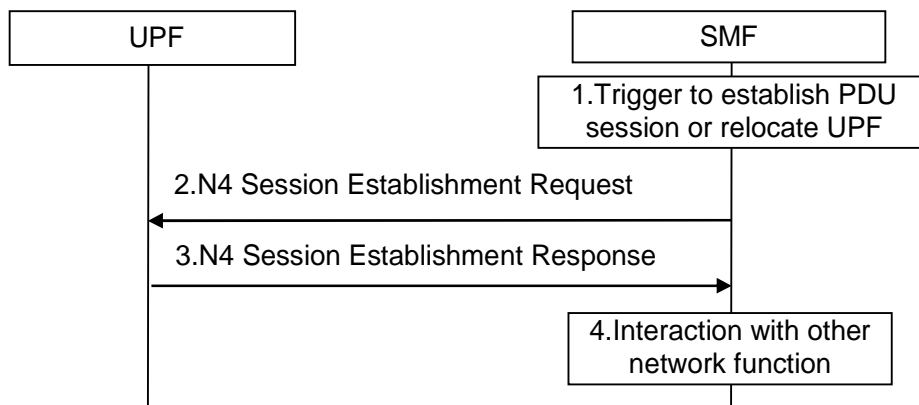 UPF
SMF
1.Trigger to establish PDU
session or relocate UPF
2.N4 Session Establishment Request
3.N4 Session Establishment Response
4.Interaction with other
network function